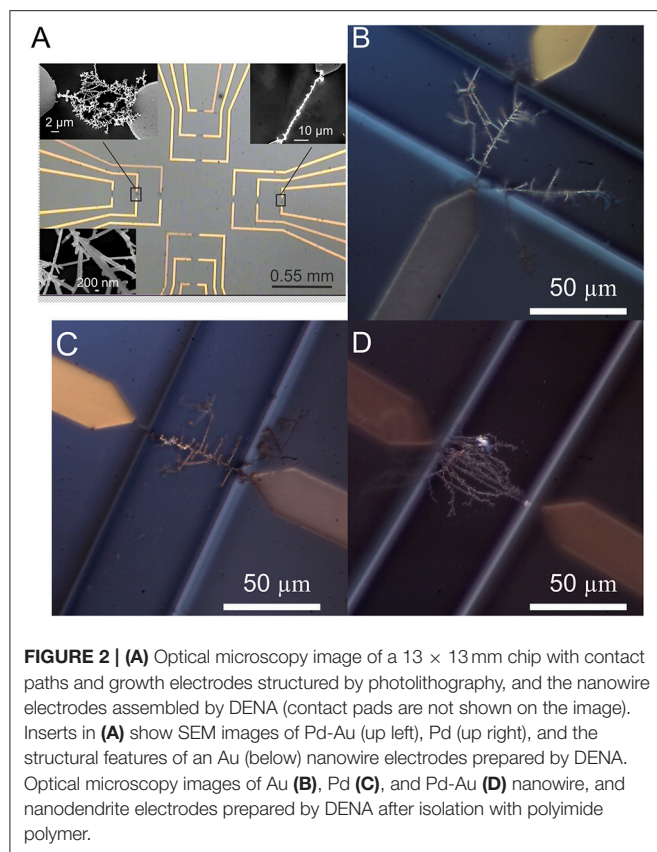 A
B
2 µm
10 µm
200 nm
0.55 mm
50 µm
C
D
50 µm
50 µm
FIGURE 2 | (A) Optical microscopy image of a 13 × 13 mm chip with contact
paths and growth electrodes structured by photolithography, and the nanowire
electrodes assembled by DENA (contact pads are not shown on the image).
Inserts in (A) show SEM images of Pd-Au (up left), Pd (up right), and the
structural features of an Au (below) nanowire electrodes prepared by DENA.
Optical microscopy images of Au (B), Pd (C), and Pd-Au (D) nanowire, and
nanodendrite electrodes prepared by DENA after isolation with polyimide
polymer.